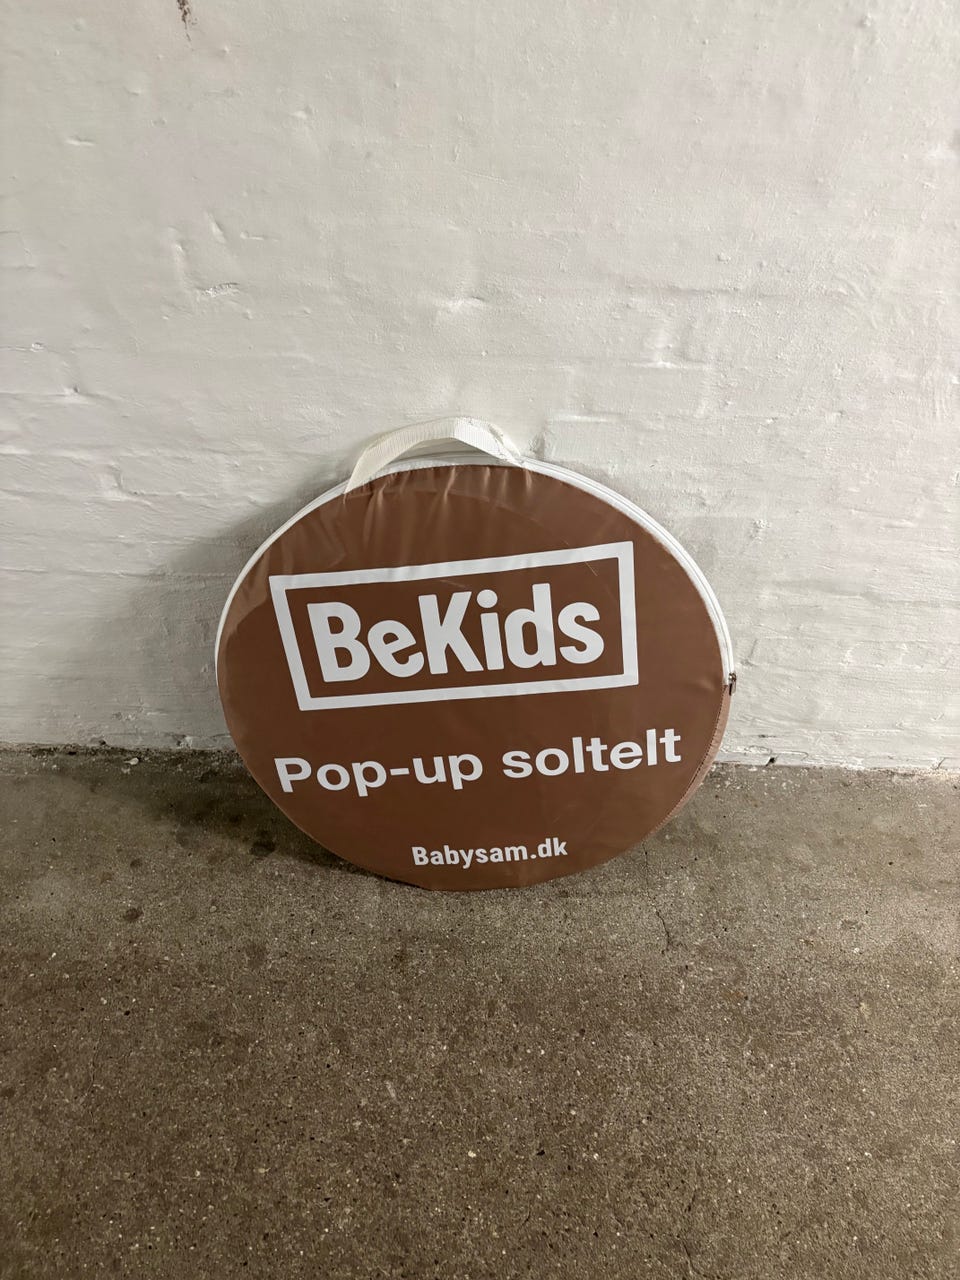 BeKids
Pop-up soltelt
Babysam.dk